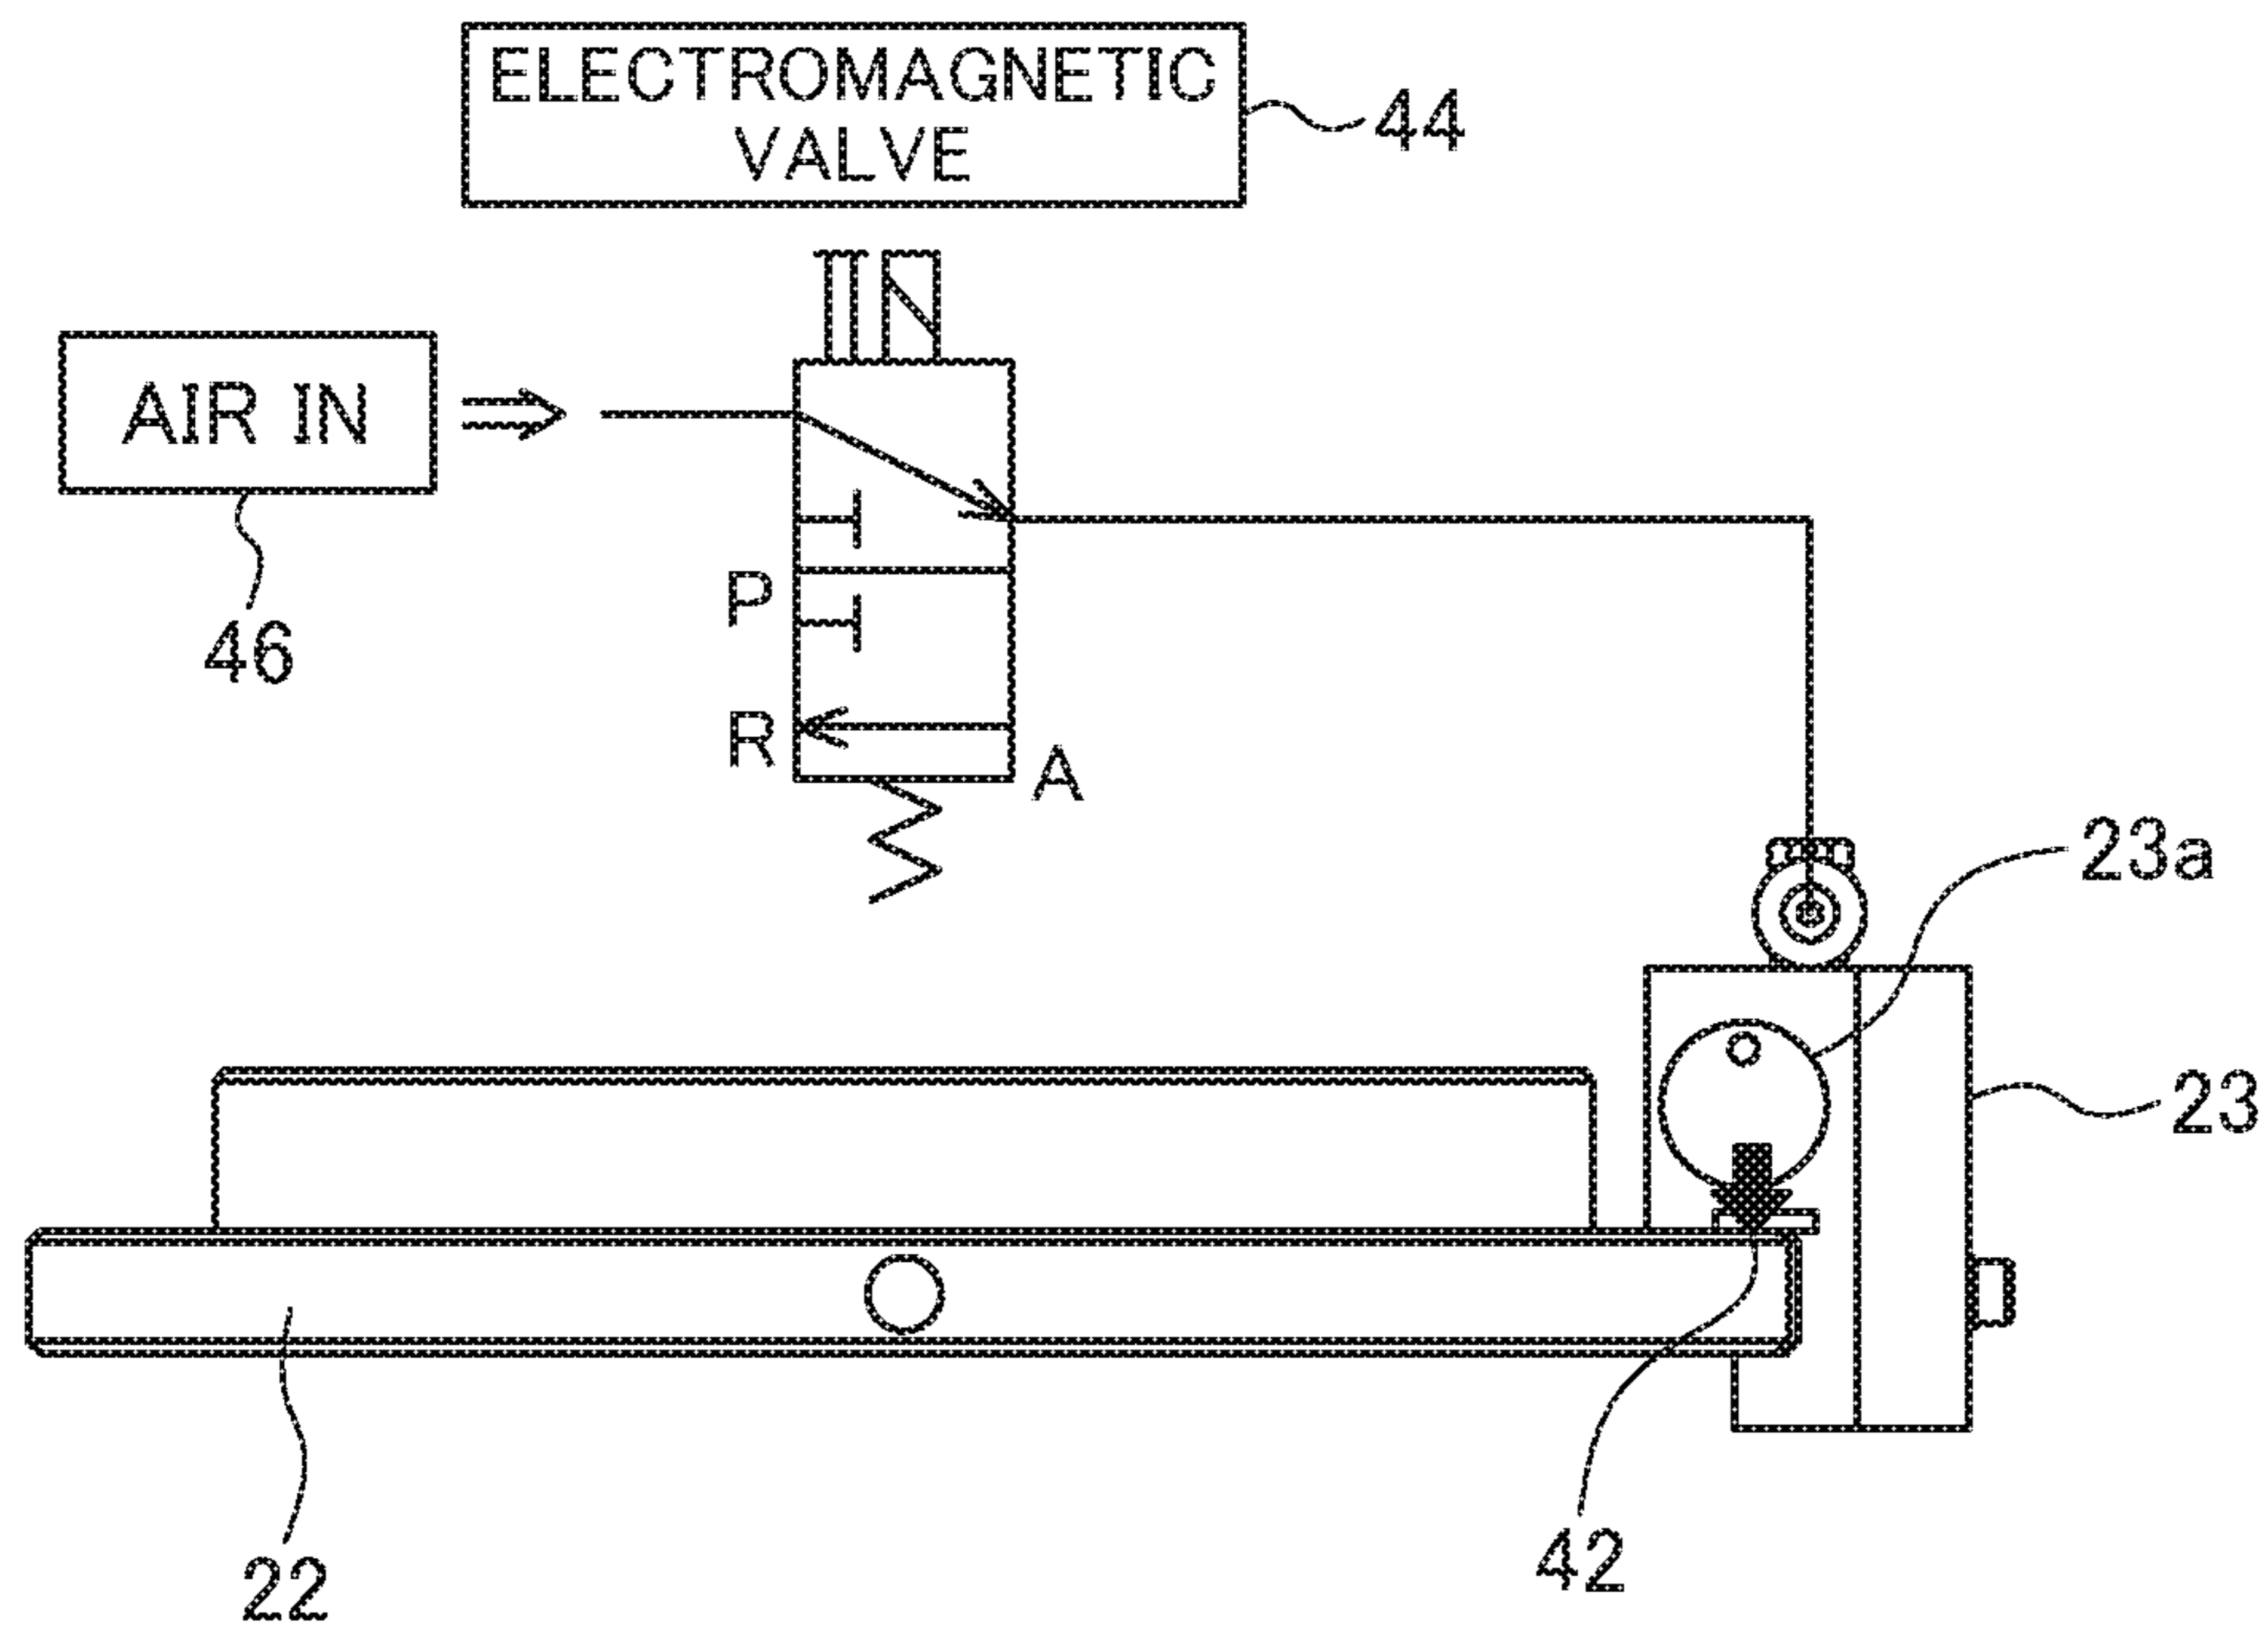 ELECTROMAGNETIC
VALVE
44
AIR IN
46
P
R
A
23a
23
42
22